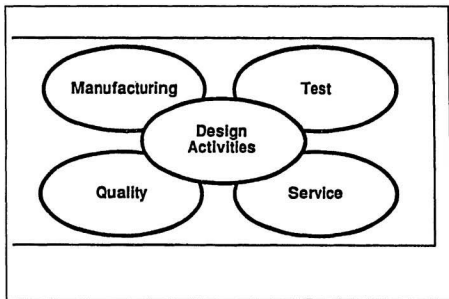 Manufacturing
Test
Design
Activities
Quality
Service